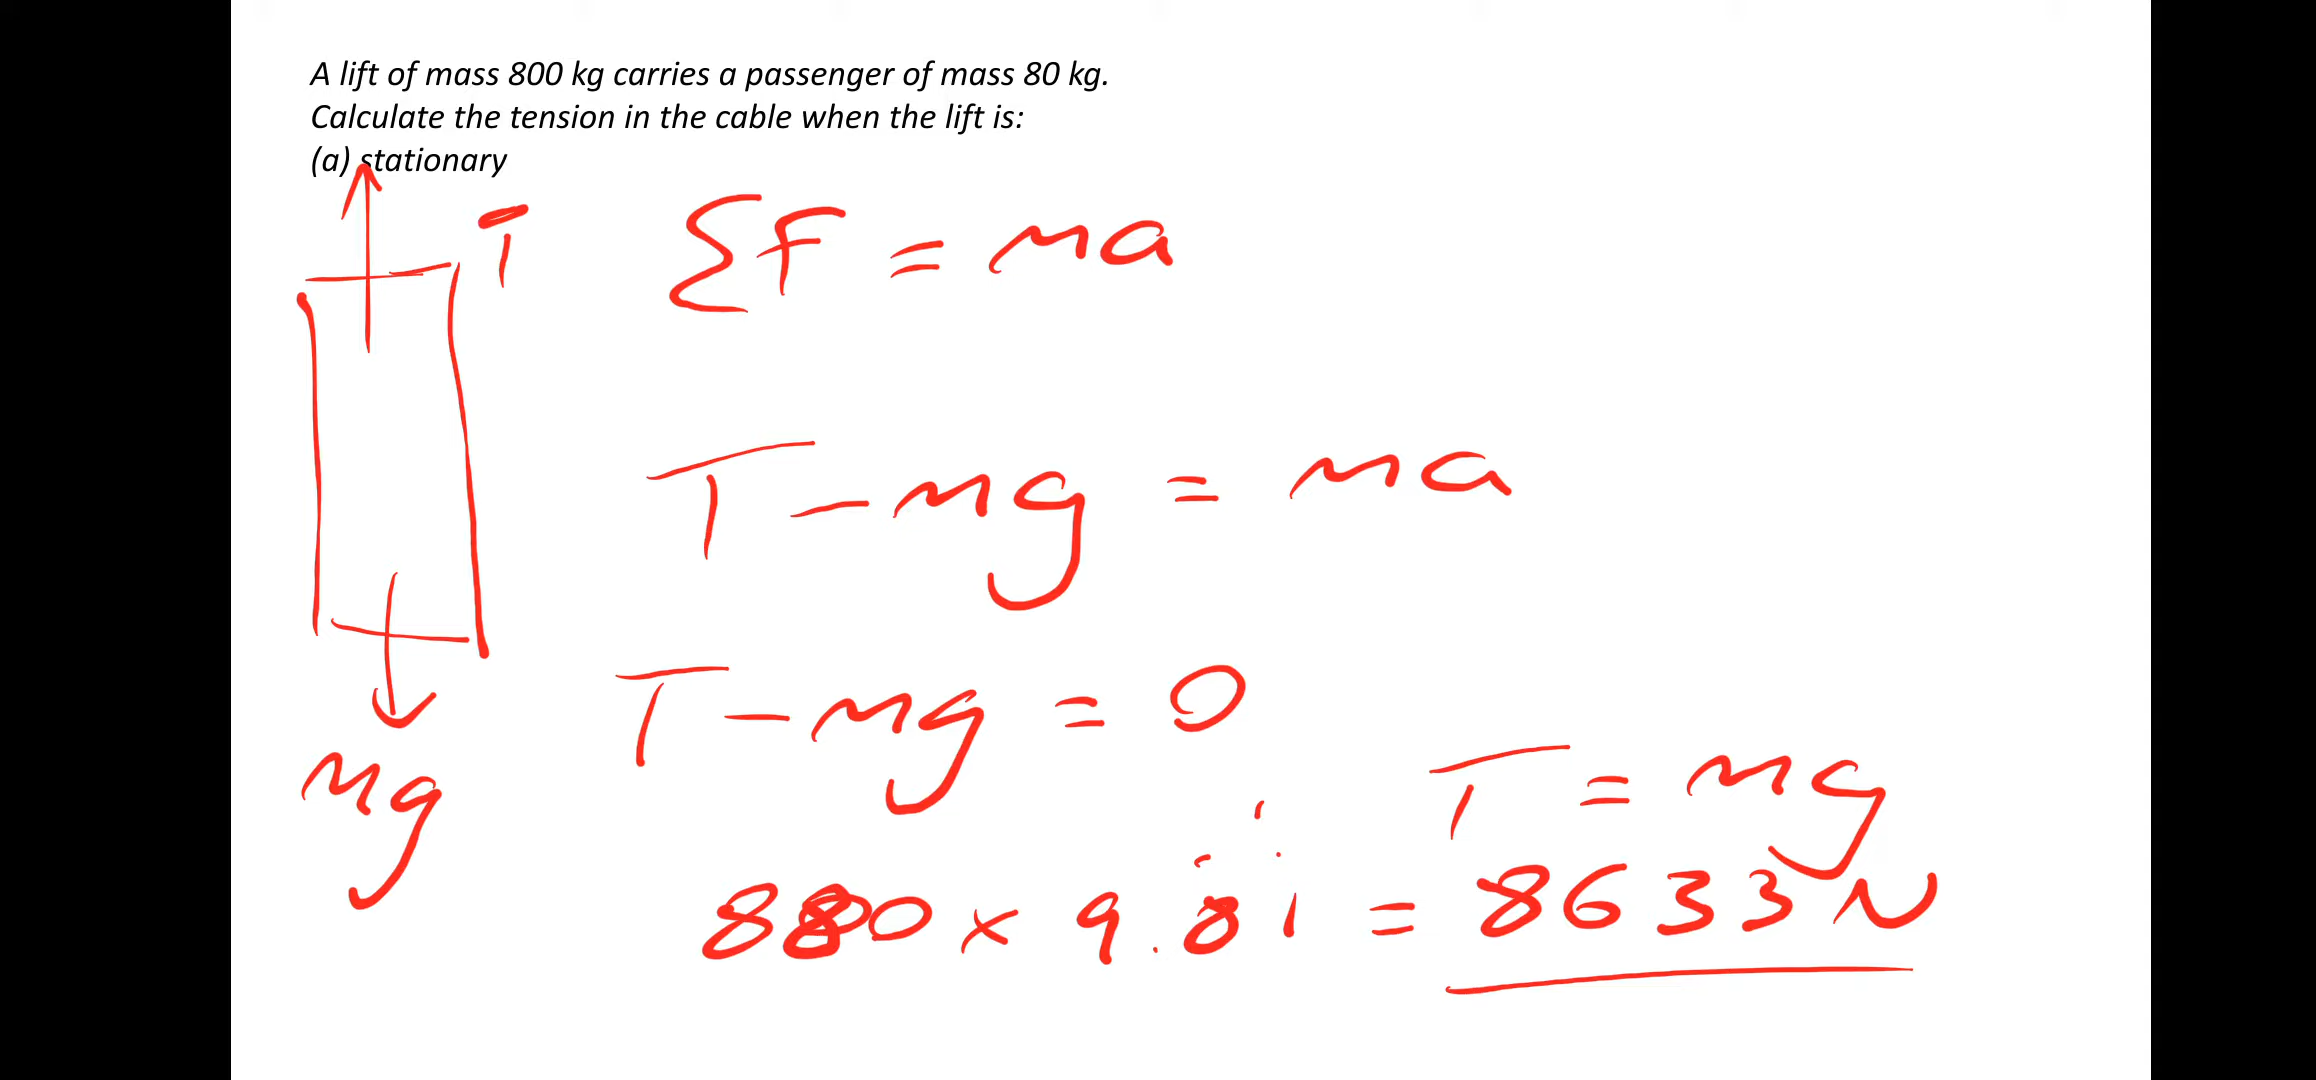 A lift of mass 800 kg carries a passenger of mass 80 kg.
Calculate the tension in the cable when the lift is:
(a) stationary
T
ΣF = ma
T - mg = ma
T - mg = 0
mg
T = mg
880 × 9.81 = 8633 N